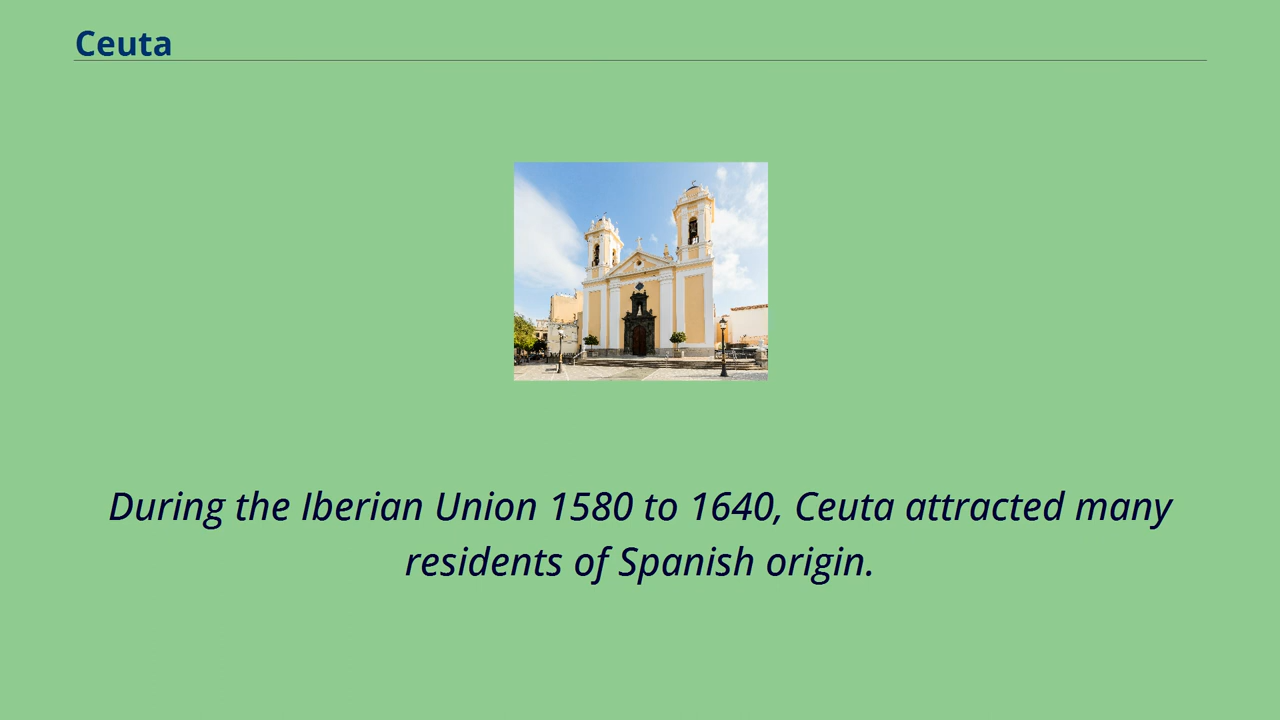 Ceuta
During the Iberian Union 1580 to 1640, Ceuta attracted many
residents of Spanish origin.